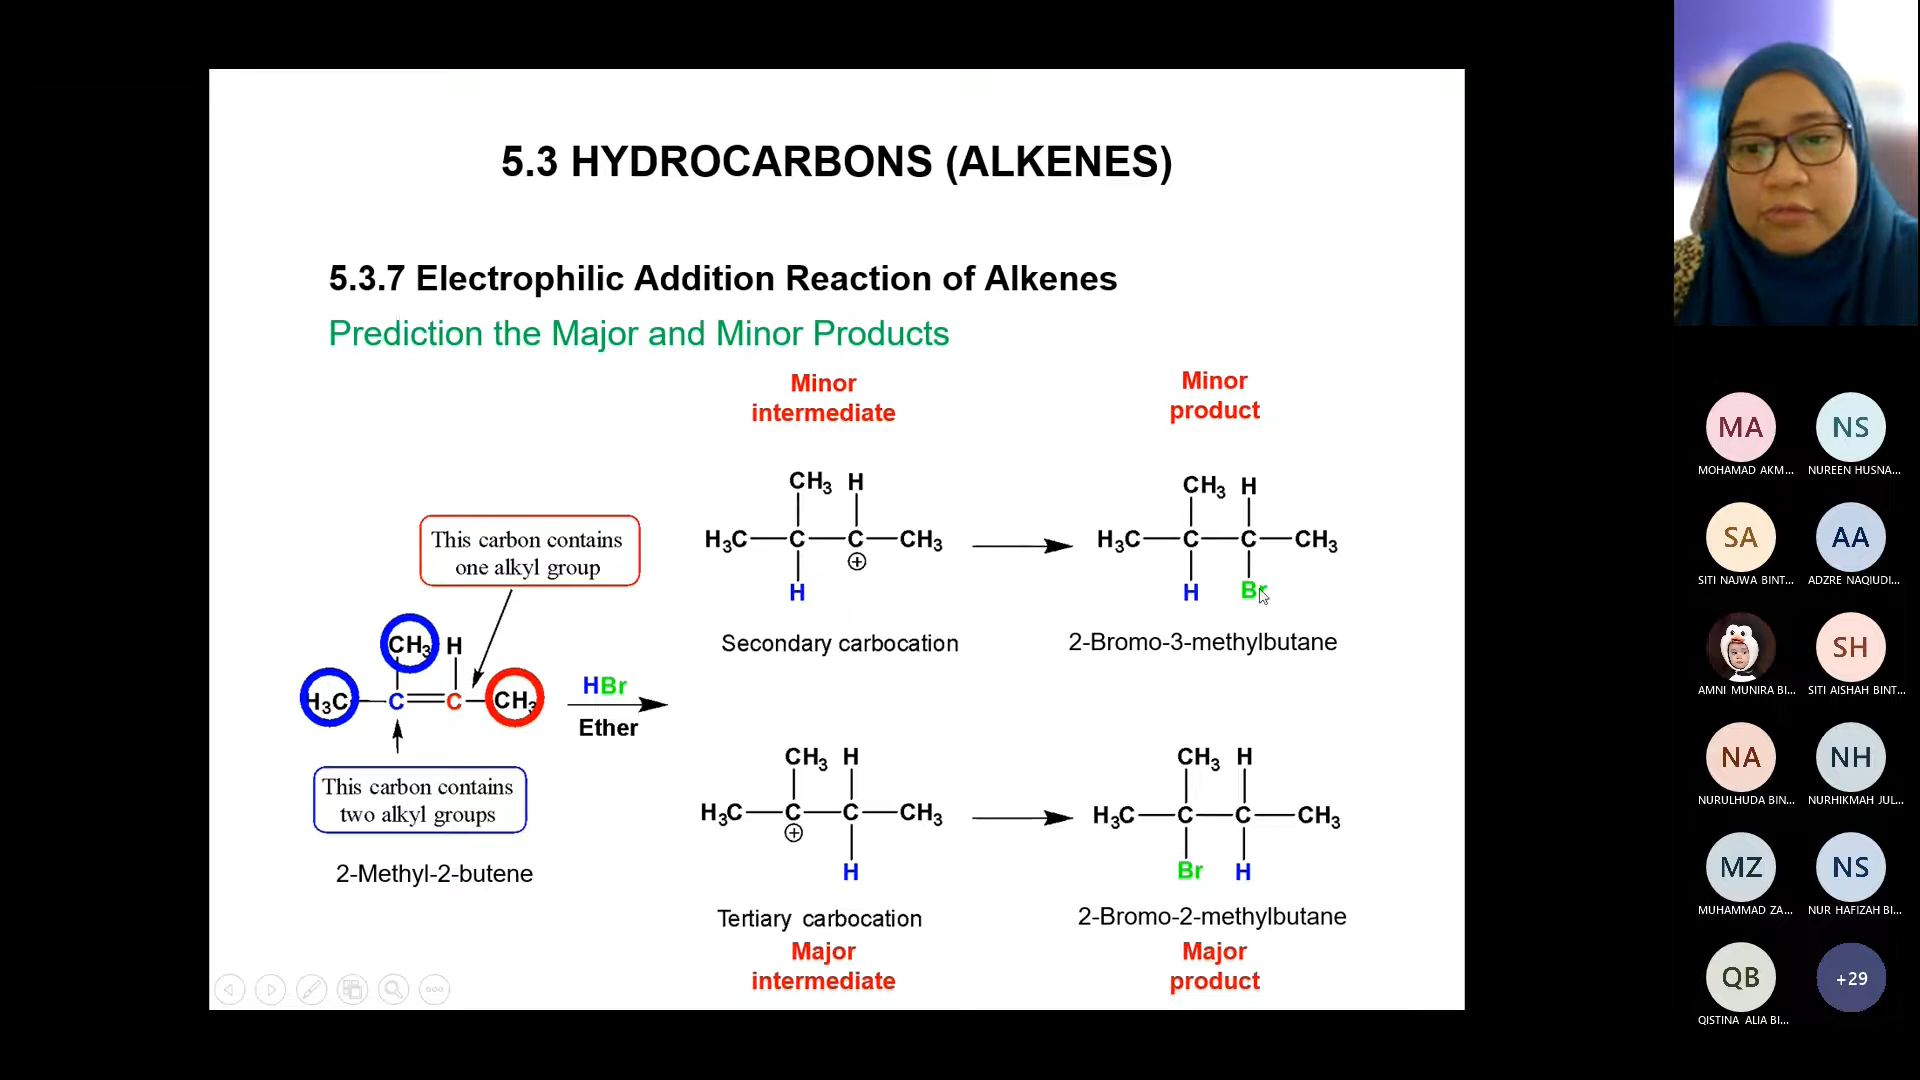 5.3 HYDROCARBONS (ALKENES)
5.3.7 Electrophilic Addition Reaction of Alkenes
Prediction the Major and Minor Products
Minor
intermediate
Minor
product
CH3 H
H3C C C CH3
⊕
H
Secondary carbocation
CH3 H
H3C C C CH3
H Br
2-Bromo-3-methylbutane
This carbon contains
one alkyl group
CH3 H
H3C C C CH3
HBr
Ether
This carbon contains
two alkyl groups
2-Methyl-2-butene
CH3 H
H3C C C CH3
⊕
H
Tertiary carbocation
Major
intermediate
CH3 H
H3C C C CH3
Br H
2-Bromo-2-methylbutane
Major
product
MA
MOHAMAD AKM...
NS
NUREEN HUSNA...
SA
SITI NAJWA BINT...
AA
ADZRE NAQIUDI...
AMNI MUNIRA BI...
SH
SITI AISHAH BINT...
NA
NURULHUDA BIN...
NH
NURHIKMAH JUL...
MZ
MUHAMMAD ZA...
NS
NUR HAFIZAH BI...
QB
QISTINA ALIA BI...
+29